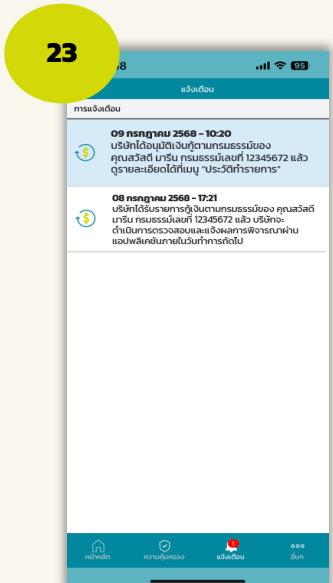 23
8
95
แจ้งเตือน
การแจ้งเตือน
09 กรกฎาคม 2568 - 10:20
บริษัทได้อนุมัติเงินกู้ตามกรมธรรม์ของ
คุณสวัสดี มารีน กรมธรรม์เลขที่ 12345672 แล้ว
ดูรายละเอียดได้ที่เมนู "ประวัติทำรายการ"
08 กรกฎาคม 2568 - 17:21
บริษัทได้รับรายการกู้เงินตามกรมธรรม์ของ คุณสวัสดี
มารีน กรมธรรม์เลขที่ 12345672 แล้ว บริษัทจะ
ดำเนินการตรวจสอบและแจ้งผลการพิจารณาผ่าน
แอปพลิเคชันภายในวันทำการถัดไป
1
หน้าหลัก ความคุ้มครอง แจ้งเตือน อื่นๆ